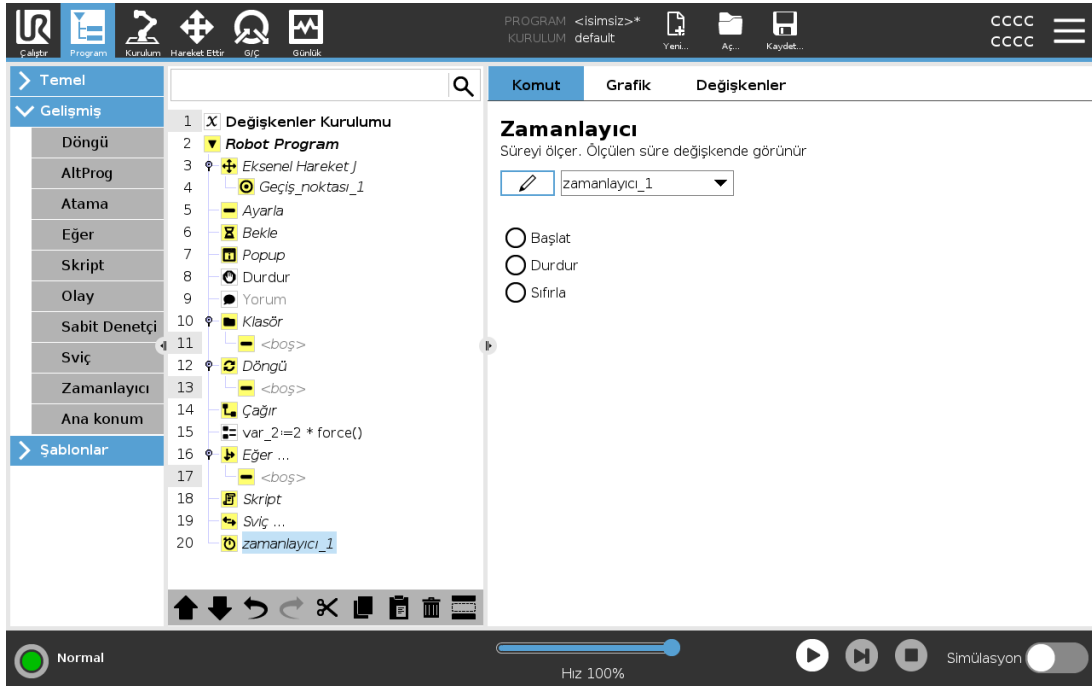 UR
PROGRAM <isimsiz>*
KURULUM default
Çalıştır
Program
Kurulum
Hareket Ettir
G/Ç
Günlük
Yeni...
Aç...
Kaydet...
CCCC
CCCC
Temel
Gelişmiş
Döngü
AltProg
Atama
Eğer
Skript
Olay
Sabit Denetçi
Sviç
Zamanlayıcı
Ana konum
Şablonlar
1 X Değişkenler Kurulumu
2 Robot Program
3 Eksenel Hareket J
4 Geçiş_noktası_1
5 Ayarla
6 Bekle
7 Popup
8 Durdur
9 Yorum
10 Klasör
11 <boş>
12 Döngü
13 <boş>
14 Çağır
15 var_2:=2 * force()
16 Eğer ...
17 <boş>
18 Skript
19 Sviç ...
20 zamanlayıcı_1
Komut Grafik Değişkenler
Zamanlayıcı
Süreyi ölçer. Ölçülen süre değişkende görünür
zamanlayıcı_1
Başlat
Durdur
Sıfırla
Normal
Hız 100%
Simülasyon